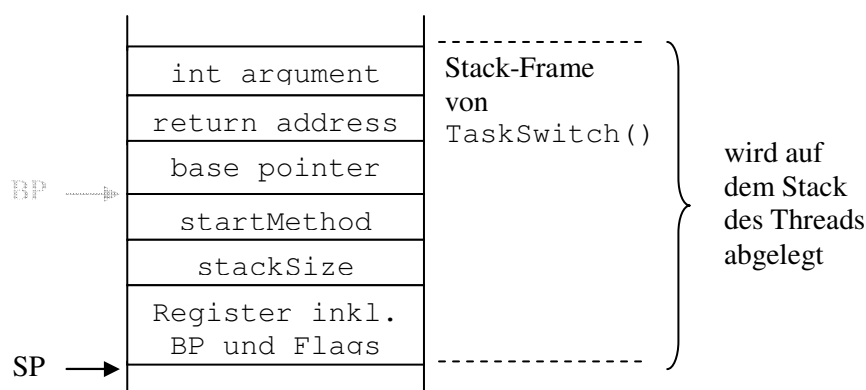 int argument
return address
base pointer
startMethod
stackSize
Register inkl.
BP und Flags
BP
SP
Stack-Frame
von
TaskSwitch()
wird auf
dem Stack
des Threads
abgelegt